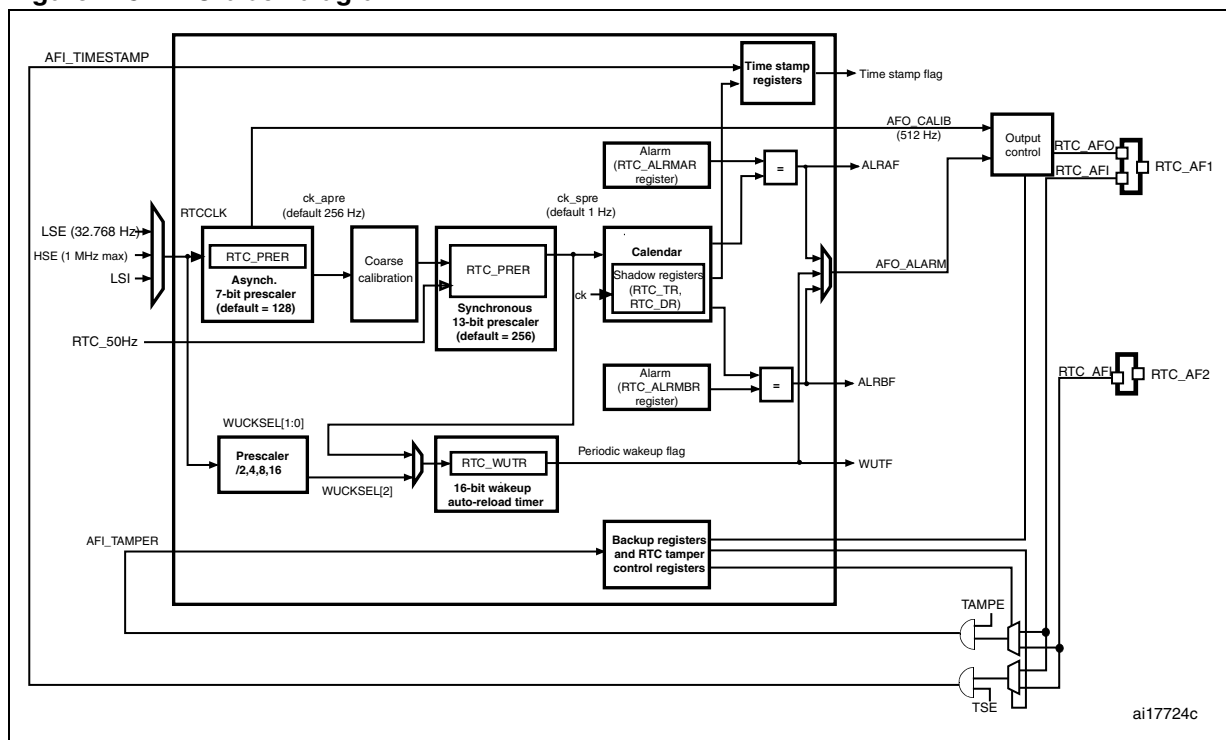 AFI_TIMESTAMP
Time stamp
registers
Time stamp flag
AFO_CALIB
(512 Hz)
Output
control
RTC_AFO
RTC_AFI
RTC_AF1
Alarm
(RTC_ALRMAR
register)
=
ALRAF
RTCCLK
ck_apre
(default 256 Hz)
ck_spre
(default 1 Hz)
LSE (32.768 Hz)
HSE (1 MHz max)
LSI
RTC_PRER
Asynch.
7-bit prescaler
(default = 128)
Coarse
calibration
RTC_PRER
Synchronous
13-bit prescaler
(default = 256)
Calendar
Shadow registers
(RTC_TR,
RTC_DR)
ck
AFO_ALARM
RTC_50Hz
Alarm
(RTC_ALRMBR
register)
=
ALRBF
RTC_AFI
RTC_AF2
WUCKSEL[1:0]
Prescaler
/2,4,8,16
WUCKSEL[2]
RTC_WUTR
16-bit wakeup
auto-reload timer
Periodic wakeup flag
WUTF
AFI_TAMPER
Backup registers
and RTC tamper
control registers
TAMPE
TSE
ai17724c